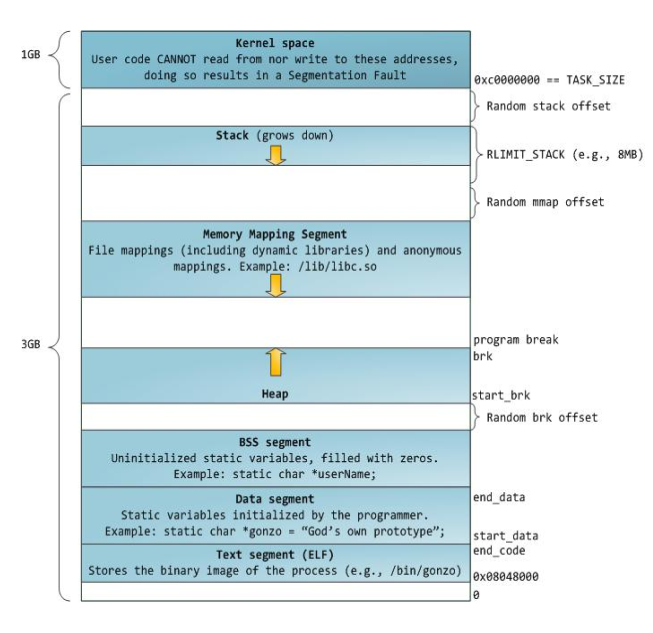 Kernel space
1GB
User code CANNOT read from nor write to these addresses,
doing so results in a Segmentation Fault
0xc0000000 == TASK_SIZE
Random stack offset
Stack (grows down)
RLIMIT_STACK (e.g., 8MB)
Random mmap offset
Memory Mapping Segment
File mappings (including dynamic libraries) and anonymous
mappings. Example: /lib/libc.so
3GB
program break
brk
Heap
start_brk
Random brk offset
BSS segment
Uninitialized static variables, filled with zeros.
Example: static char *userName;
Data segment
end_data
Static variables initialized by the programmer.
Example: static char *gonzo = “God’s own prototype”;
start_data
end_code
Text segment (ELF)
Stores the binary image of the process (e.g., /bin/gonzo)
0x08048000
0